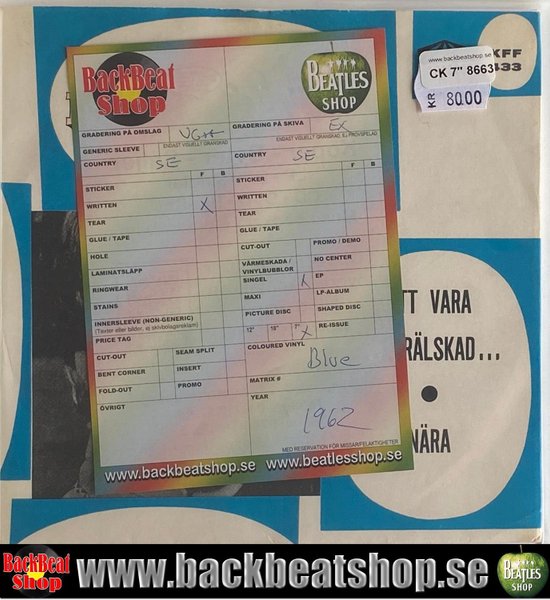 BackBeat
Shop
BEATLES
SHOP
KFF
433
www.backbeatshop.se
CK 7" 8663
KR 80.00
GRADERING PÅ OMSLAG VG++
ENDAST VISUELLT GRANSKAD
GRADERING PÅ SKIVA EX
ENDAST VISUELLT GRANSKAD, EJ PROVSPELAD
GENERIC SLEEVE
COUNTRY SE
COUNTRY SE
F B
F B
STICKER
STICKER
WRITTEN X
WRITTEN
TEAR
TEAR
GLUE / TAPE
GLUE / TAPE
HOLE
CUT-OUT
PROMO / DEMO
LAMINATSLÄPP
VÄRMESKADA /
VINYLBUBBLOR
NO CENTER
RINGWEAR
SINGEL X
EP
STAINS
MAXI
LP-ALBUM
INNERSLEEVE (NON-GENERIC)
(Texter eller bilder, ej skivbolagsreklam)
PICTURE DISC
SHAPED DISC
12" 10" 7" X
RE-ISSUE
PRICE TAG
COLOURED VINYL
Blue
CUT-OUT
SEAM SPLIT
BENT CORNER
INSERT
FOLD-OUT
PROMO
MATRIX #
ÖVRIGT
YEAR
1962
MED RESERVATION FÖR MISSAR/FELAKTIGHETER
www.backbeatshop.se www.beatlesshop.se
TT VARA
RÄLSKAD...
NÄRA
BackBeat
Shop
www.backbeatshop.se
BEATLES
SHOP